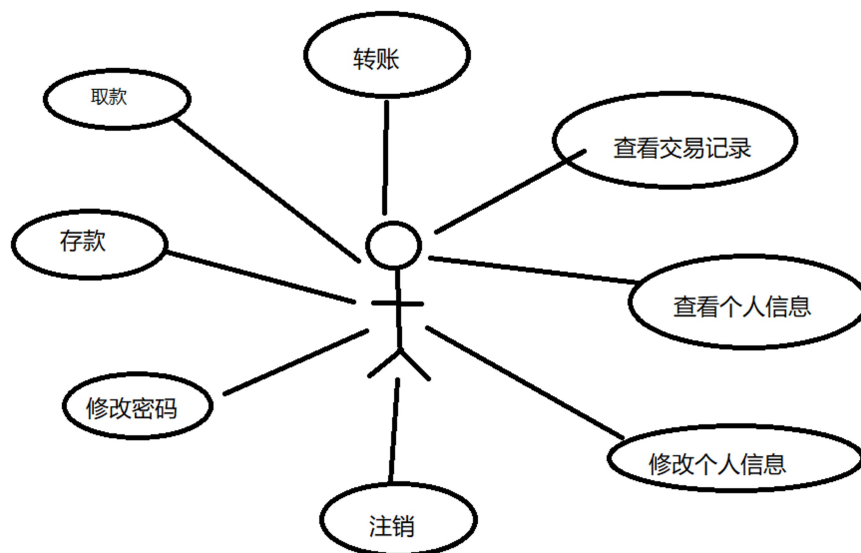 转账
取款
查看交易记录
存款
查看个人信息
修改密码
修改个人信息
注销